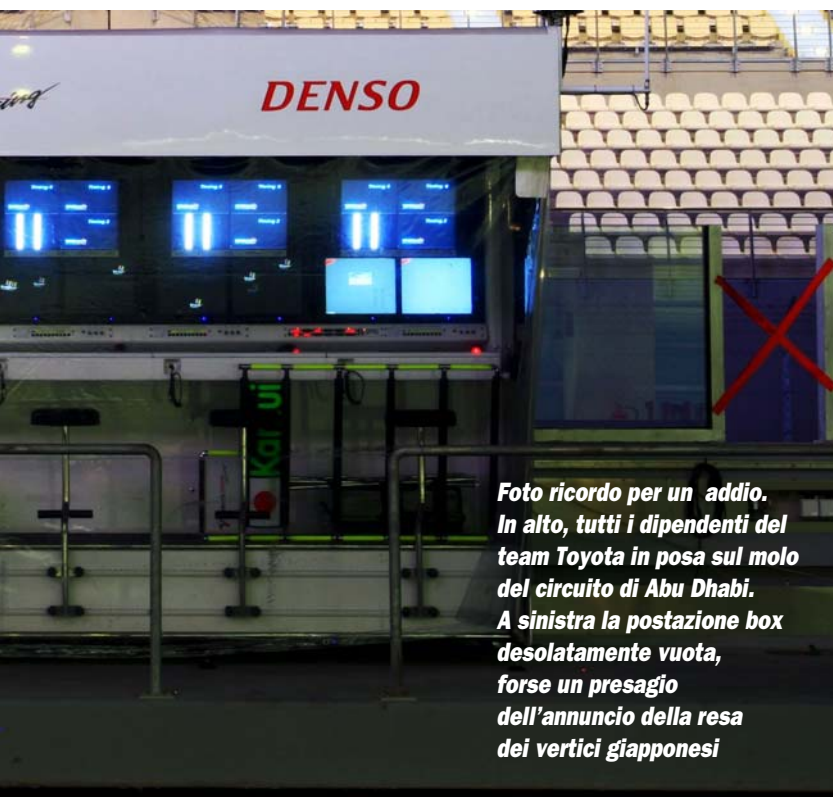 DENSO
Foto ricordo per un addio.
In alto, tutti i dipendenti del
team Toyota in posa sul molo
del circuito di Abu Dhabi.
A sinistra la postazione box
desolatamente vuota,
forse un presagio
dell'annuncio della resa
dei vertici giapponesi